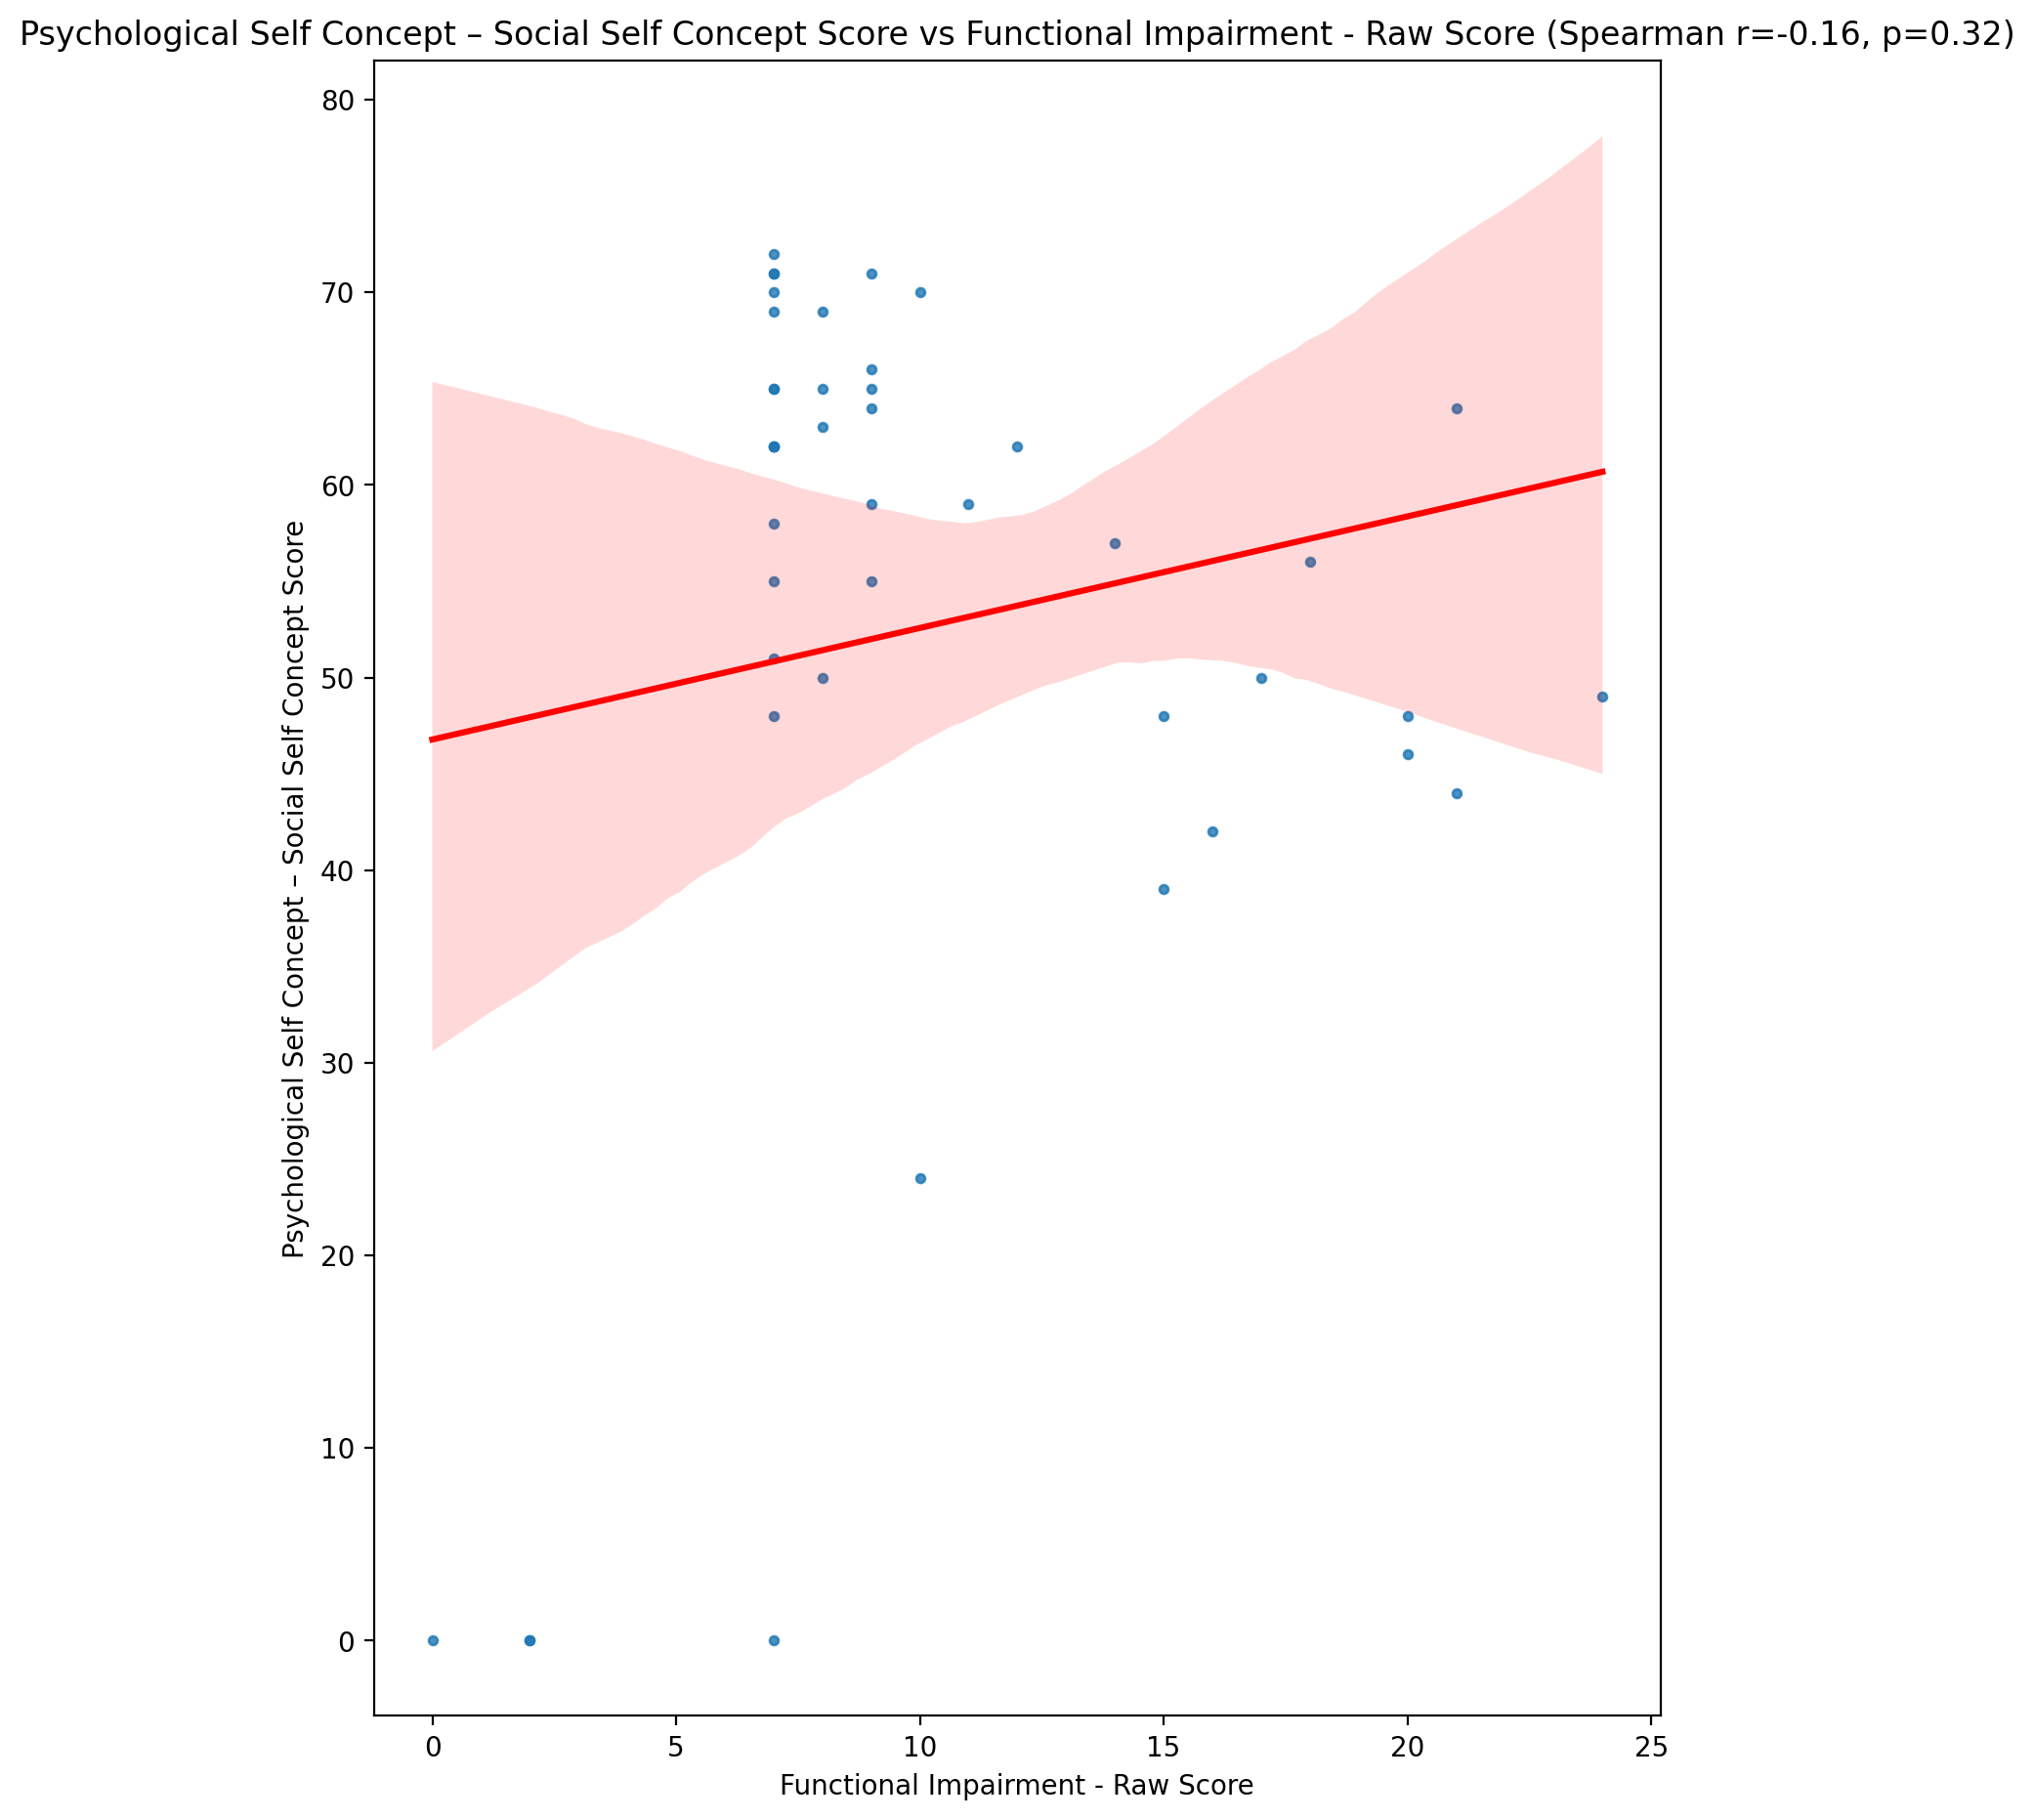 Psychological Self Concept – Social Self Concept Score vs Functional Impairment - Raw Score (Spearman r=-0.16, p=0.32)
Psychological Self Concept – Social Self Concept Score
80
70
60
50
40
30
20
10
0
0 5 10 15 20 25
Functional Impairment - Raw Score